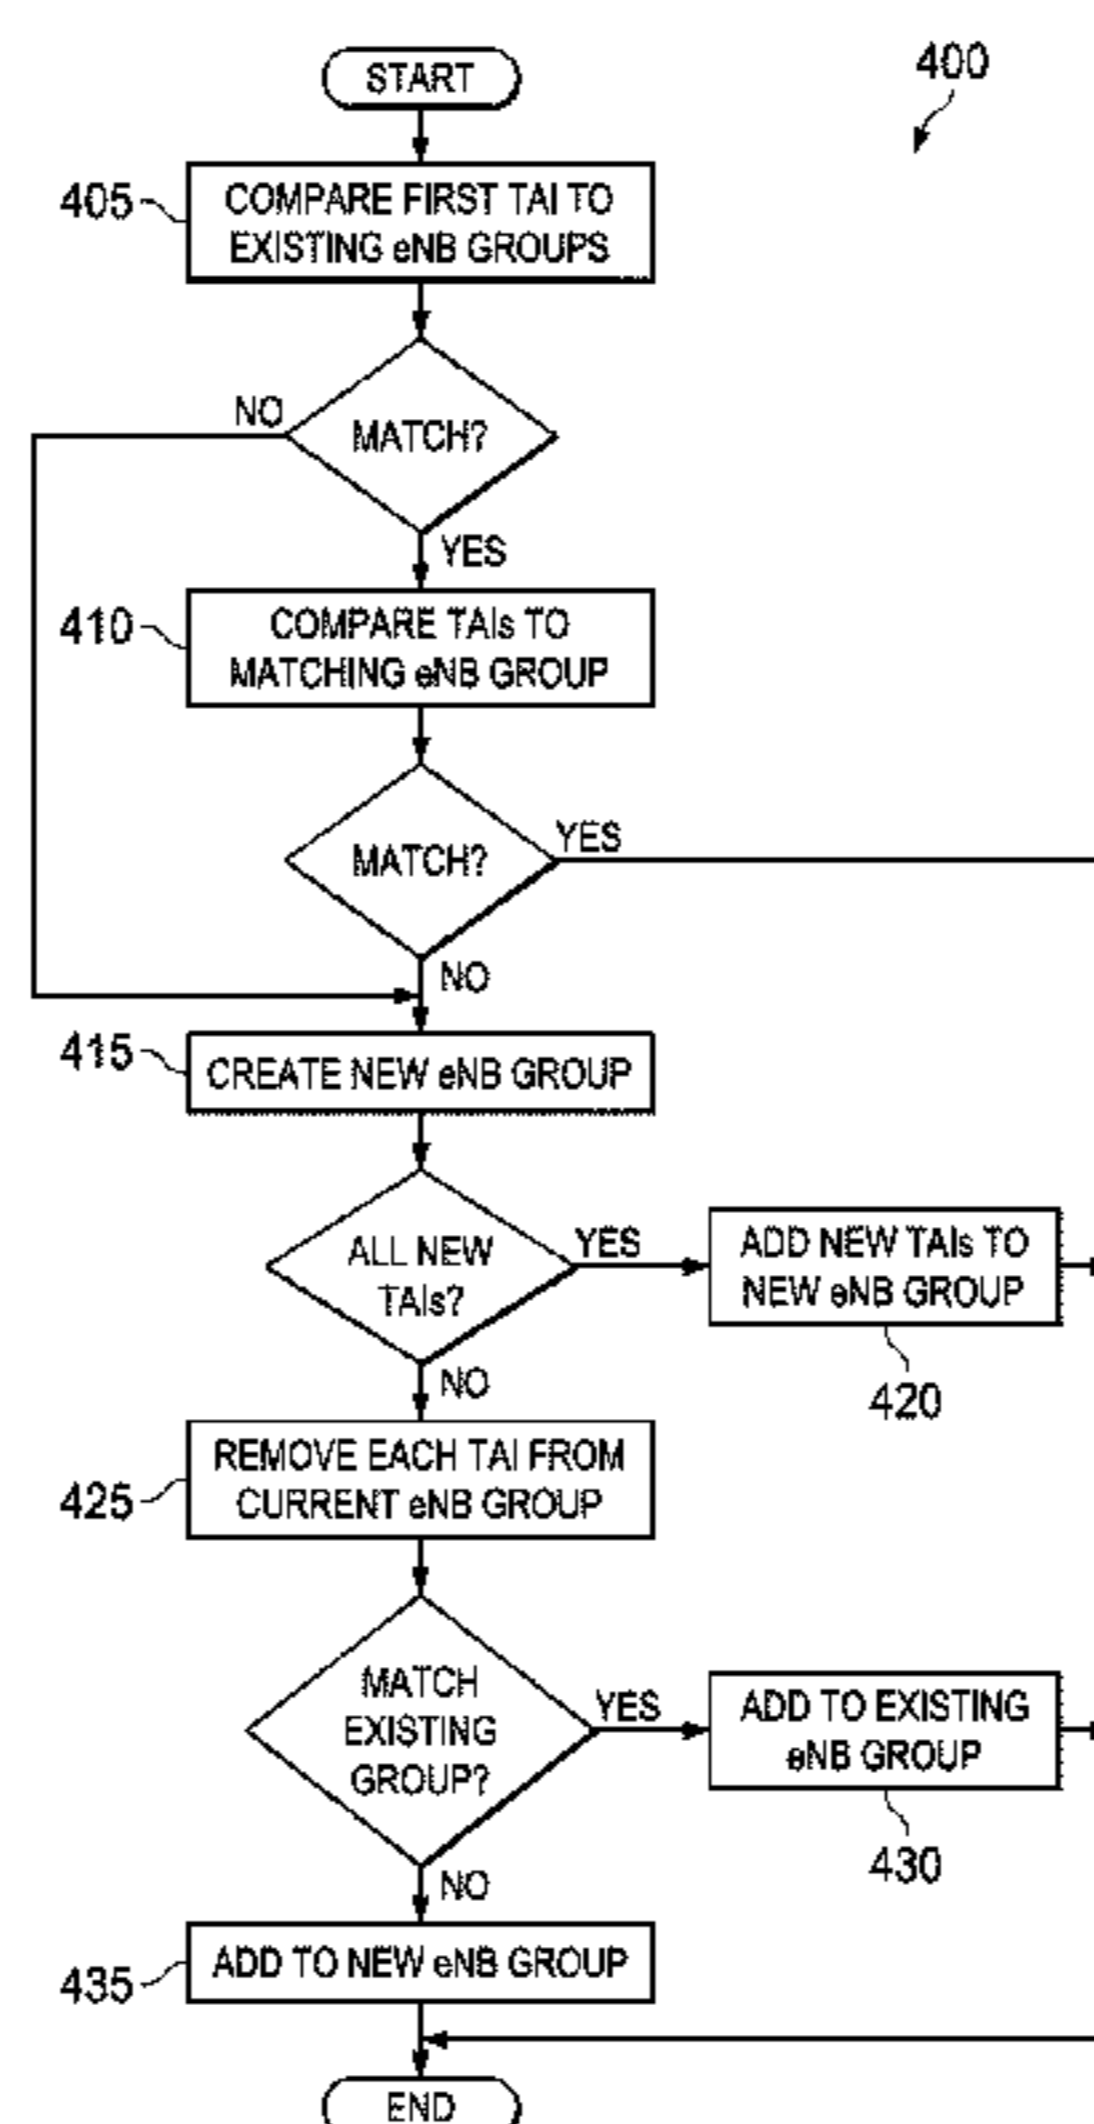 START
400
405
COMPARE FIRST TAI TO
EXISTING eNB GROUPS
NO
MATCH?
YES
410
COMPARE TAIs TO
MATCHING eNB GROUP
YES
MATCH?
NO
415
CREATE NEW eNB GROUP
ALL NEW
TAIs?
YES
ADD NEW TAIs TO
NEW eNB GROUP
420
NO
425
REMOVE EACH TAI FROM
CURRENT eNB GROUP
MATCH
EXISTING
GROUP?
YES
ADD TO EXISTING
eNB GROUP
430
NO
435
ADD TO NEW eNB GROUP
END